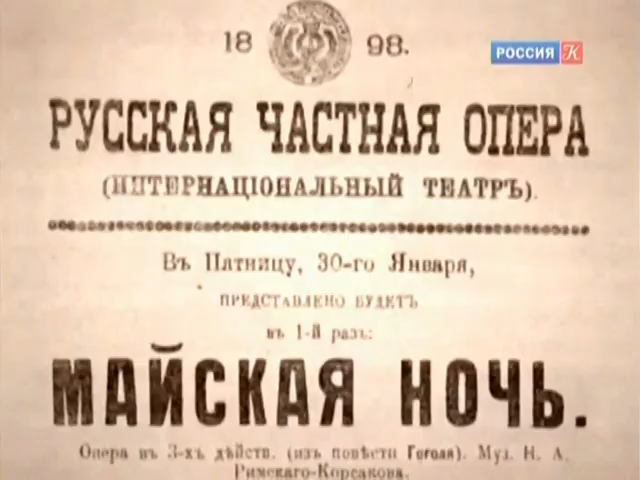 18 98.
РОССИЯ К
РУССКАЯ ЧАСТНАЯ ОПЕРА
(ИНТЕРНАЦІОНАЛЬНЫЙ ТЕАТРЪ).
Въ Пятницу, 30-го Января,
ПРЕДСТАВЛЕНО БУДЕТЪ
въ 1-й разъ:
МАЙСКАЯ НОЧЬ.
Опера въ 3-хъ дѣйств. (изъ повѣсти Гоголя). Муз. Н. А.
Римскаго-Корсакова.